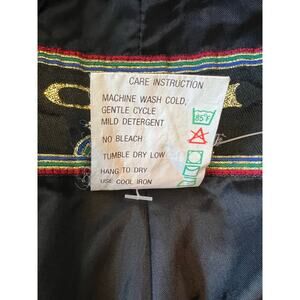 CARE INSTRUCTION
MACHINE WASH COLD,
GENTLE CYCLE
MILD DETERGENT
85°F
NO BLEACH
TUMBLE DRY LOW
HANG TO DRY
USE COOL IRON